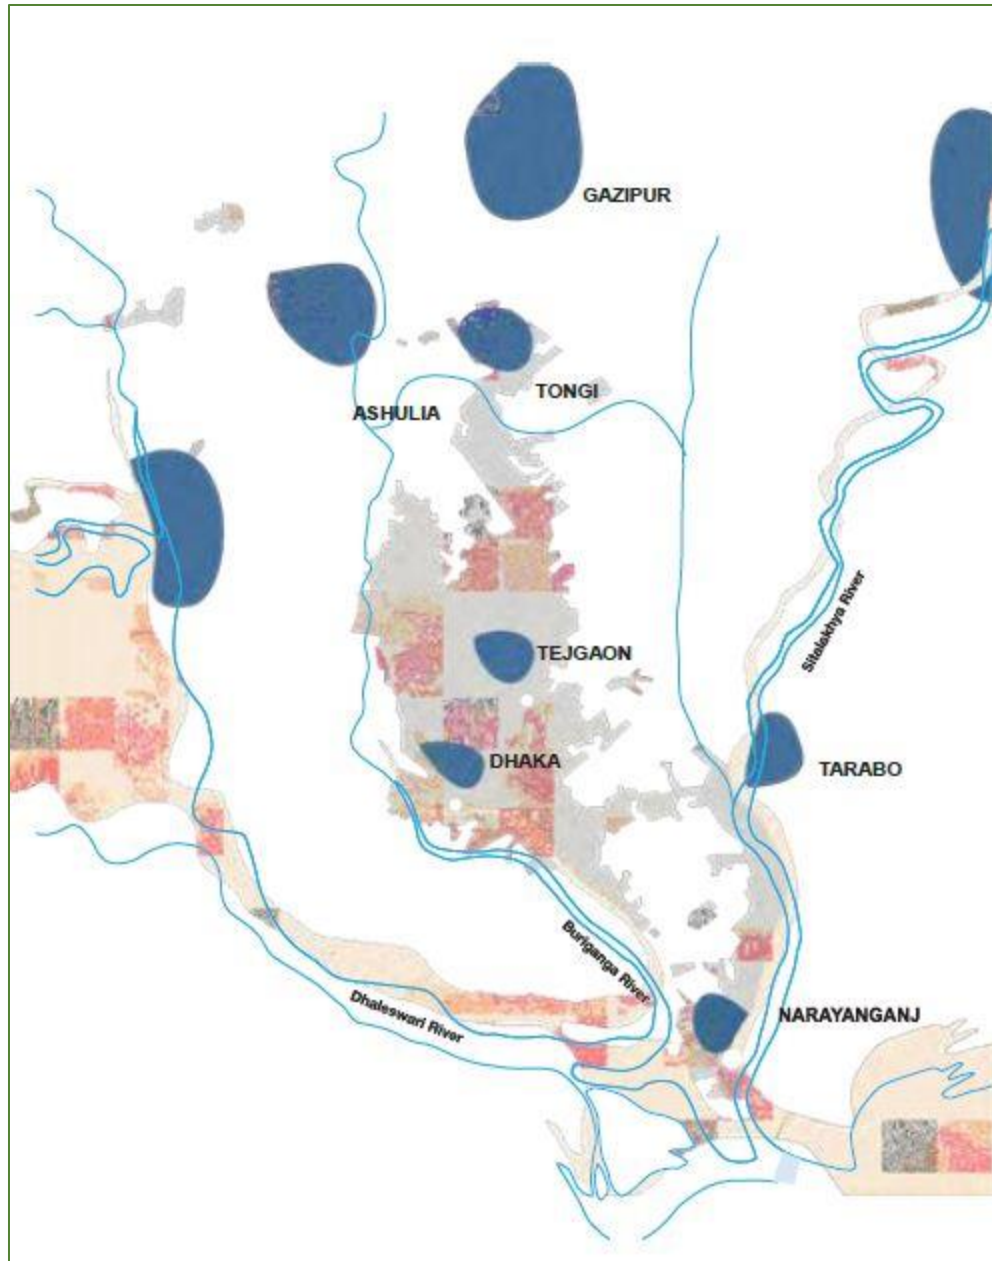 GAZIPUR
TONGI
ASHULIA
Sitalakhya River
TEJGAON
DHAKA
TARABO
Buriganga River
Dhaleswari River
NARAYANGANJ